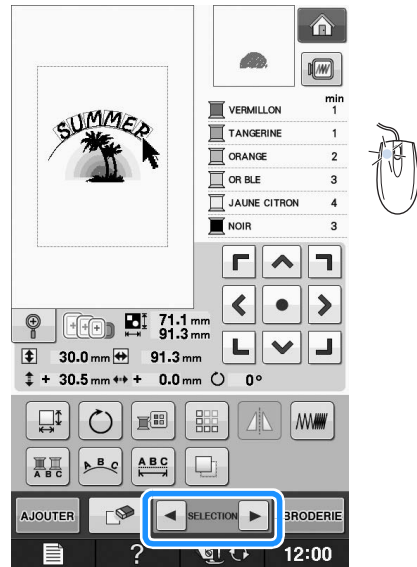 SUMMER
min
VERMILLON 1
TANGERINE 1
ORANGE 2
OR BLE 3
JAUNE CITRON 4
NOIR 3
71.1 mm
91.3 mm
30.0 mm 91.3 mm
+ 30.5 mm + 0.0 mm 0°
A B C A B C A B C
AJOUTER SELECTION BRODERIE
? 12:00